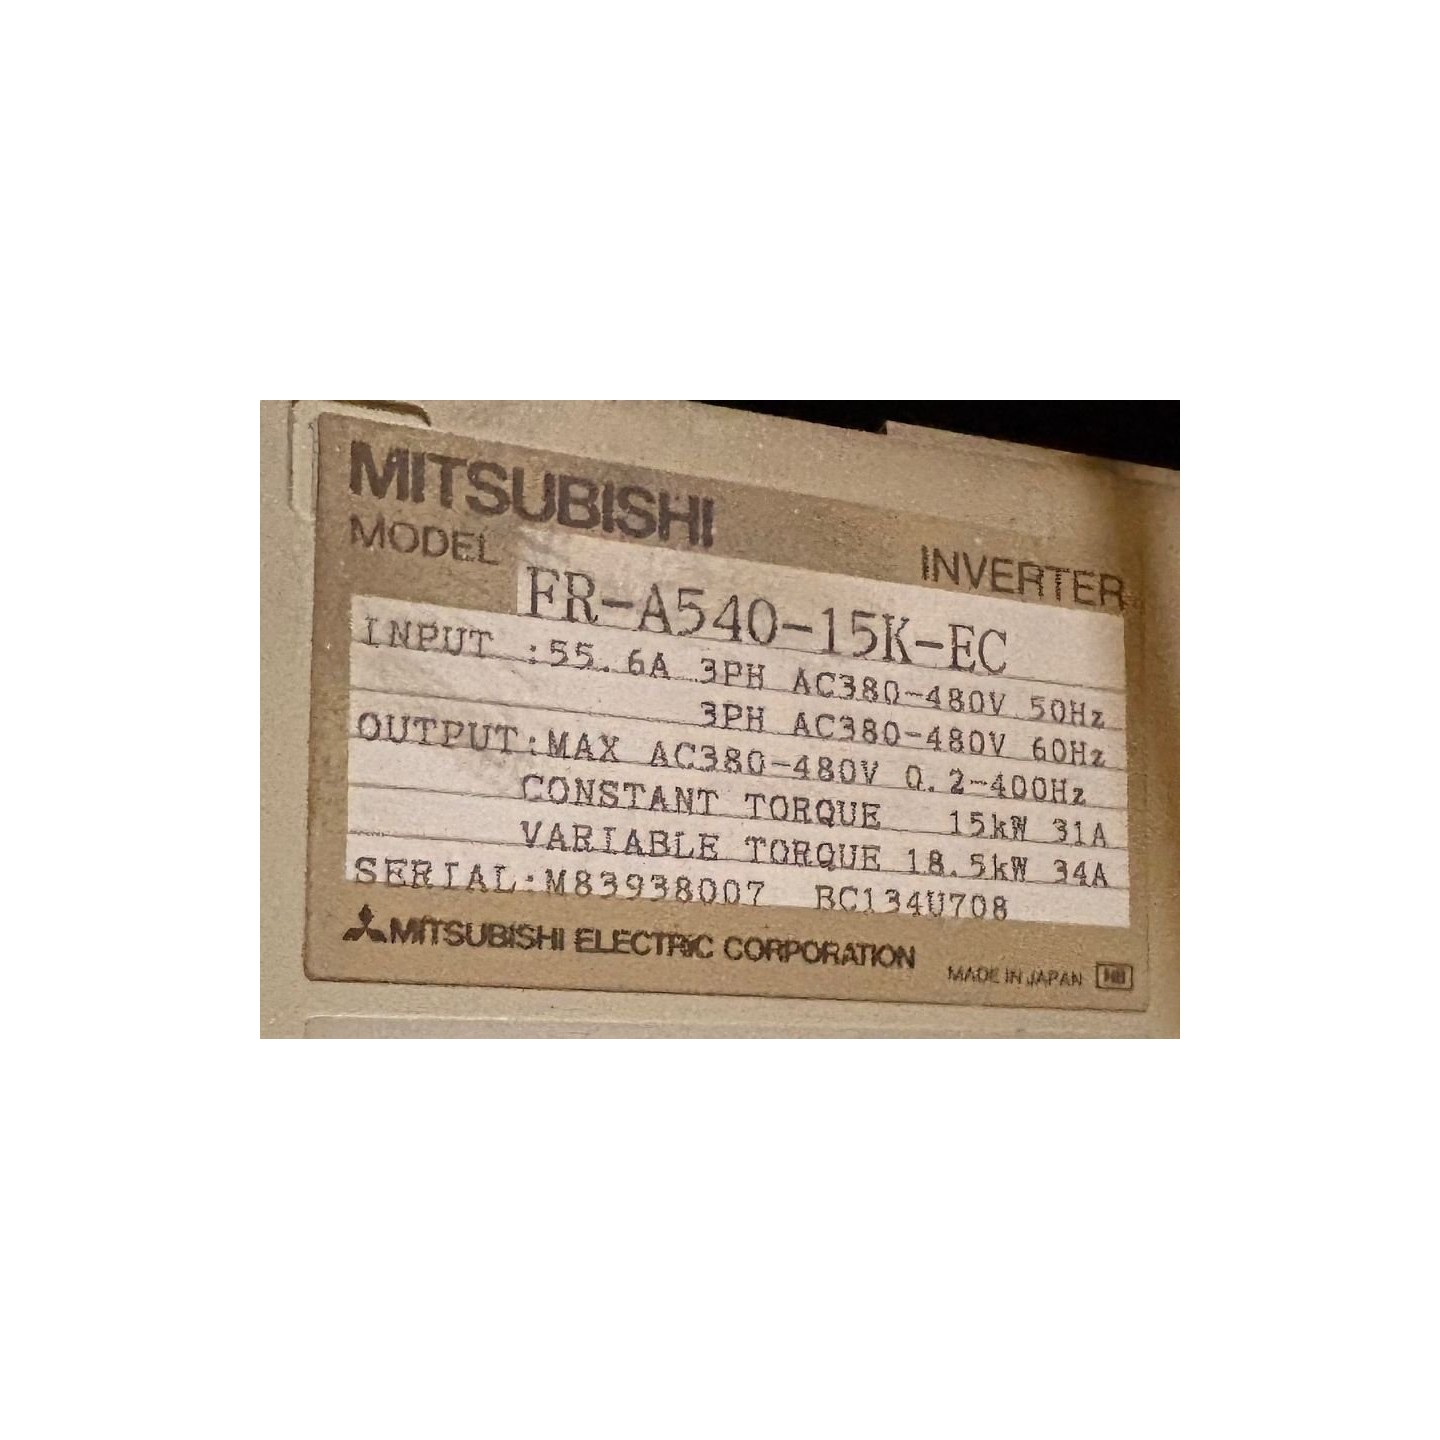 MITSUBISHI
MODEL FR-A540-15K-EC INVERTER
INPUT :55.6A 3PH AC380-480V 50Hz
3PH AC380-480V 60Hz
OUTPUT:MAX AC380-480V 0.2-400Hz
CONSTANT TORQUE 15kW 31A
VARIABLE TORQUE 18.5kW 34A
SERIAL:M83938007 BC134U708
MITSUBISHI ELECTRIC CORPORATION
MADE IN JAPAN